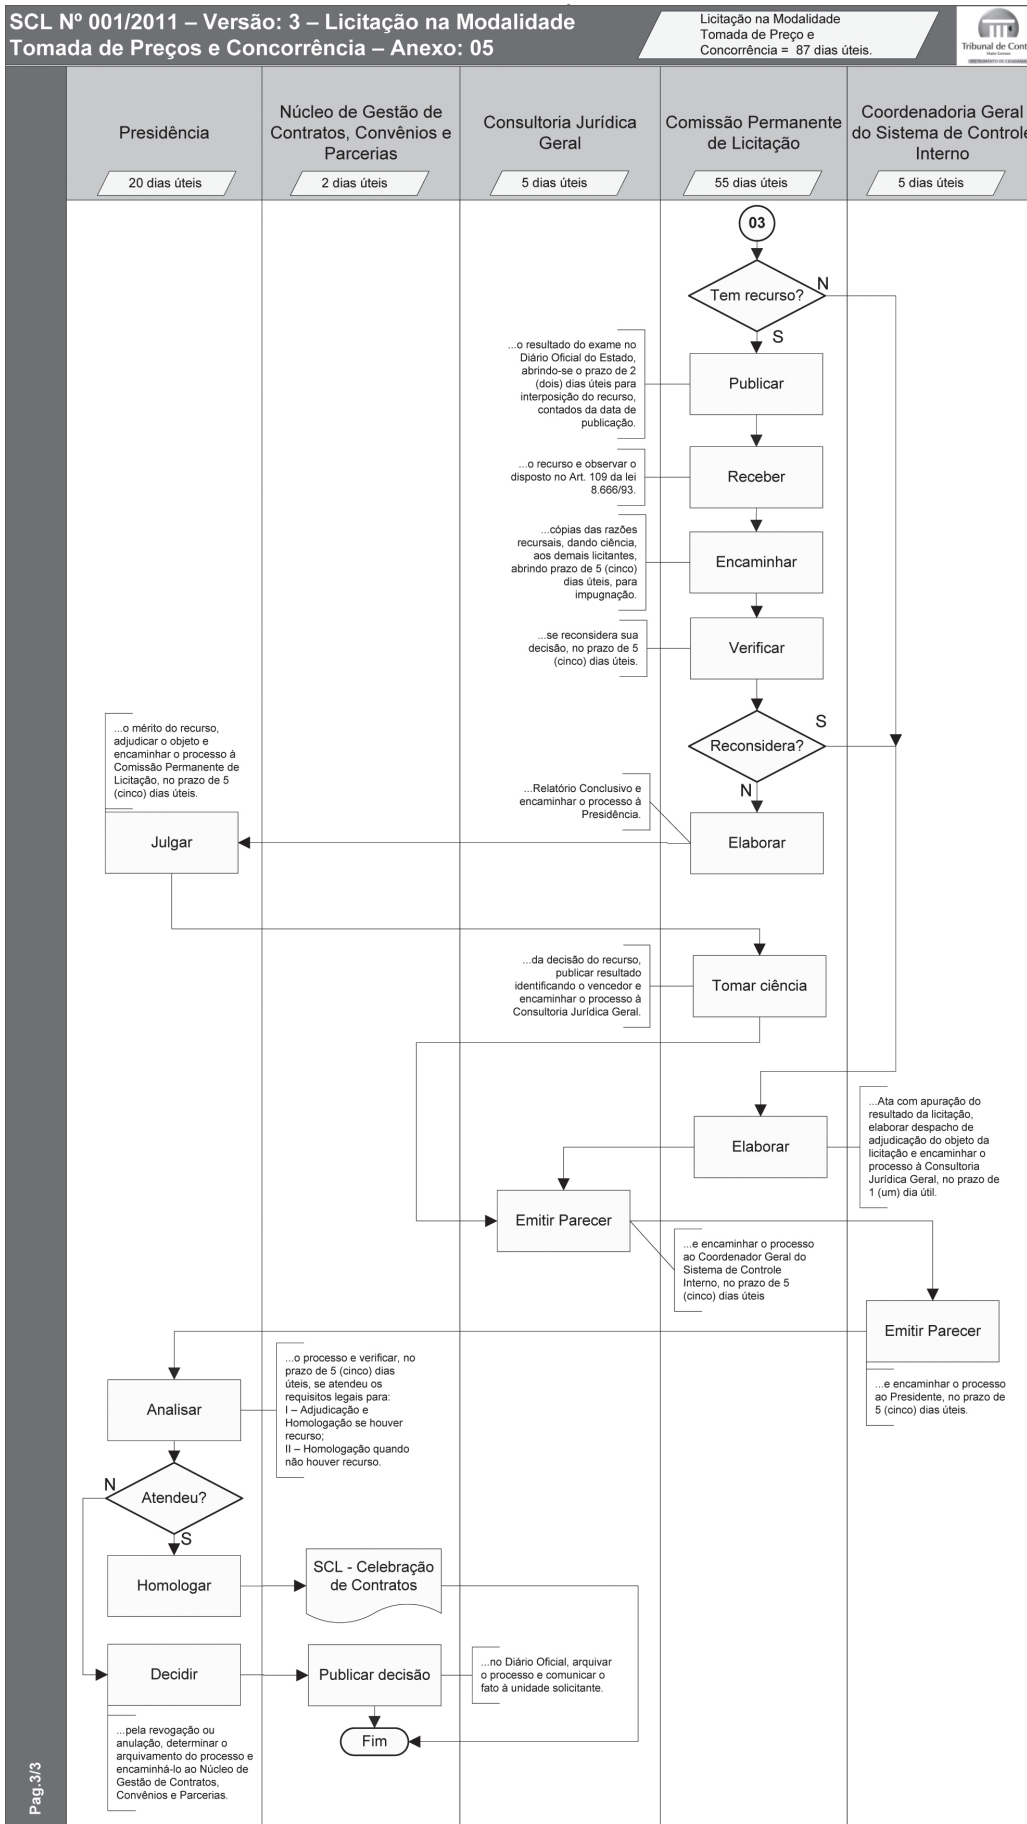 SCL Nº 001/2011 – Versão: 3 – Licitação na Modalidade
Tomada de Preços e Concorrência – Anexo: 05
Licitação na Modalidade
Tomada de Preço e
Concorrência = 87 dias úteis.
Tribunal de Cont
Mato Grosso
INSTRUMENTO DE CIDADANIA
Presidência
20 dias úteis
Núcleo de Gestão de
Contratos, Convênios e
Parcerias
2 dias úteis
Consultoria Jurídica
Geral
5 dias úteis
Comissão Permanente
de Licitação
55 dias úteis
Coordenadoria Geral
do Sistema de Controle
Interno
5 dias úteis
03
Tem recurso?
N
S
...o resultado do exame no
Diário Oficial do Estado,
abrindo-se o prazo de 2
(dois) dias úteis para
interposição do recurso,
contados da data de
publicação.
Publicar
...o recurso e observar o
disposto no Art. 109 da lei
8.666/93.
Receber
...cópias das razões
recursais, dando ciência,
aos demais licitantes,
abrindo prazo de 5 (cinco)
dias úteis, para
impugnação.
Encaminhar
...se reconsidera sua
decisão, no prazo de 5
(cinco) dias úteis.
Verificar
Reconsidera?
S
N
...o mérito do recurso,
adjudicar o objeto e
encaminhar o processo à
Comissão Permanente de
Licitação, no prazo de 5
(cinco) dias úteis.
Julgar
...Relatório Conclusivo e
encaminhar o processo à
Presidência.
Elaborar
...da decisão do recurso,
publicar resultado
identificando o vencedor e
encaminhar o processo à
Consultoria Jurídica Geral.
Tomar ciência
Elaborar
...Ata com apuração do
resultado da licitação,
elaborar despacho de
adjudicação do objeto da
licitação e encaminhar o
processo à Consultoria
Jurídica Geral, no prazo de
1 (um) dia útil.
Emitir Parecer
...e encaminhar o processo
ao Coordenador Geral do
Sistema de Controle
Interno, no prazo de 5
(cinco) dias úteis
Emitir Parecer
...e encaminhar o processo
ao Presidente, no prazo de
5 (cinco) dias úteis.
Analisar
...o processo e verificar, no
prazo de 5 (cinco) dias
úteis, se atendeu os
requisitos legais para:
I – Adjudicação e
Homologação se houver
recurso;
II – Homologação quando
não houver recurso.
N
Atendeu?
S
Homologar
SCL - Celebração
de Contratos
Decidir
Publicar decisão
...no Diário Oficial, arquivar
o processo e comunicar o
fato à unidade solicitante.
...pela revogação ou
anulação, determinar o
arquivamento do processo e
encaminhá-lo ao Núcleo de
Gestão de Contratos,
Convênios e Parcerias.
Fim
Pag.3/3